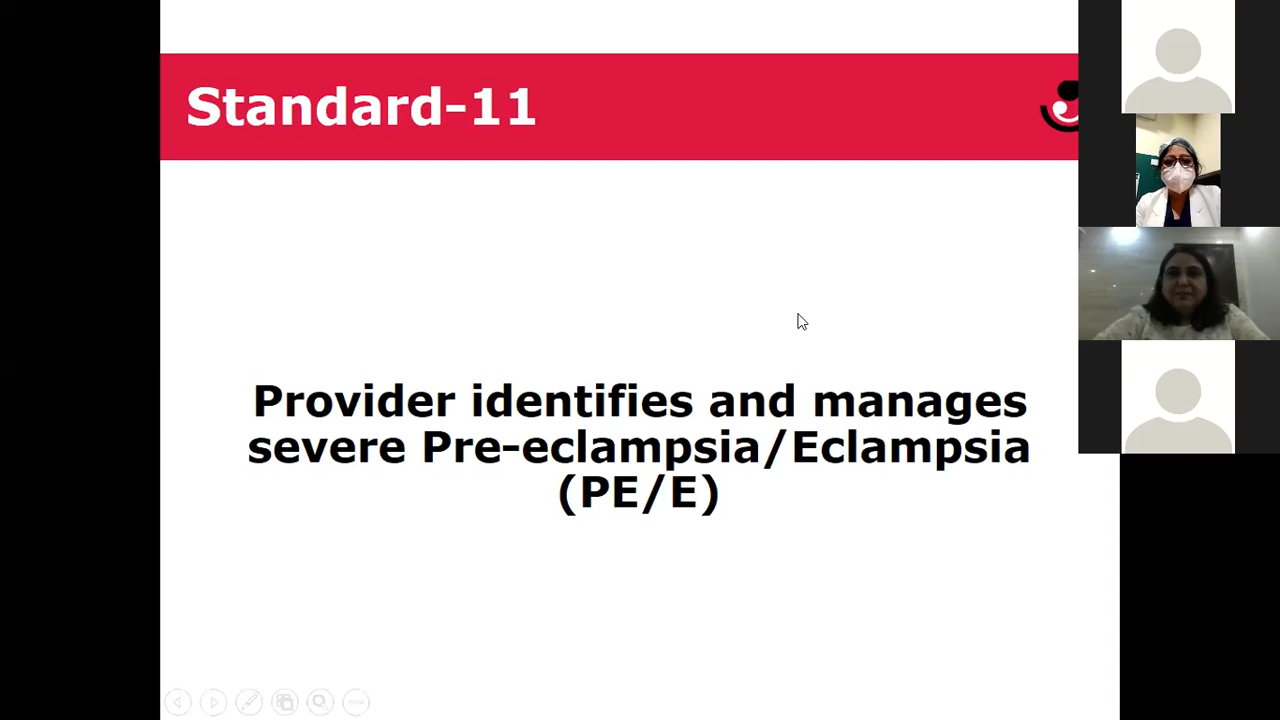 Standard-11
Provider identifies and manages
severe Pre-eclampsia/Eclampsia
(PE/E)